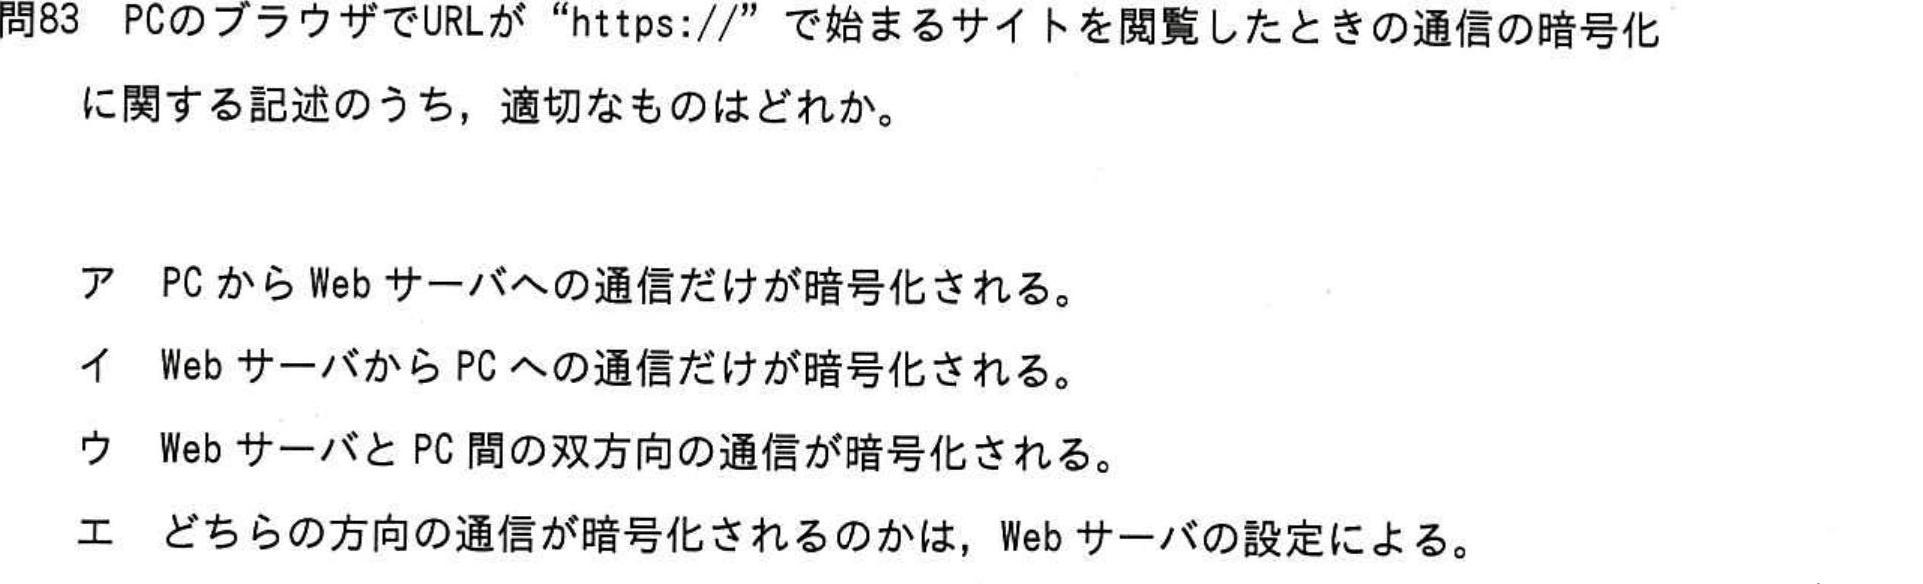 問83 PCのブラウザでURLが“https://”で始まるサイトを閲覧したときの通信の暗号化
に関する記述のうち，適切なものはどれか。
ア PC から Web サーバへの通信だけが暗号化される。
イ Web サーバから PC への通信だけが暗号化される。
ウ Web サーバと PC 間の双方向の通信が暗号化される。
エ どちらの方向の通信が暗号化されるのかは，Web サーバの設定による。